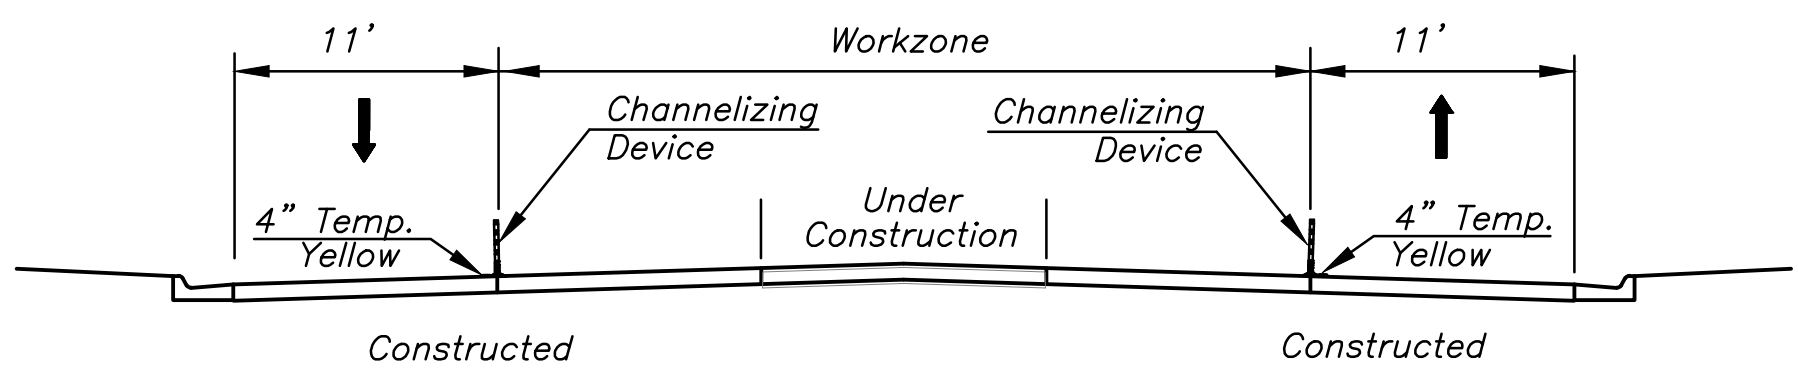 11'
Workzone
11'
Channelizing
Device
Channelizing
Device
4" Temp.
Yellow
Under
Construction
4" Temp.
Yellow
Constructed
Constructed